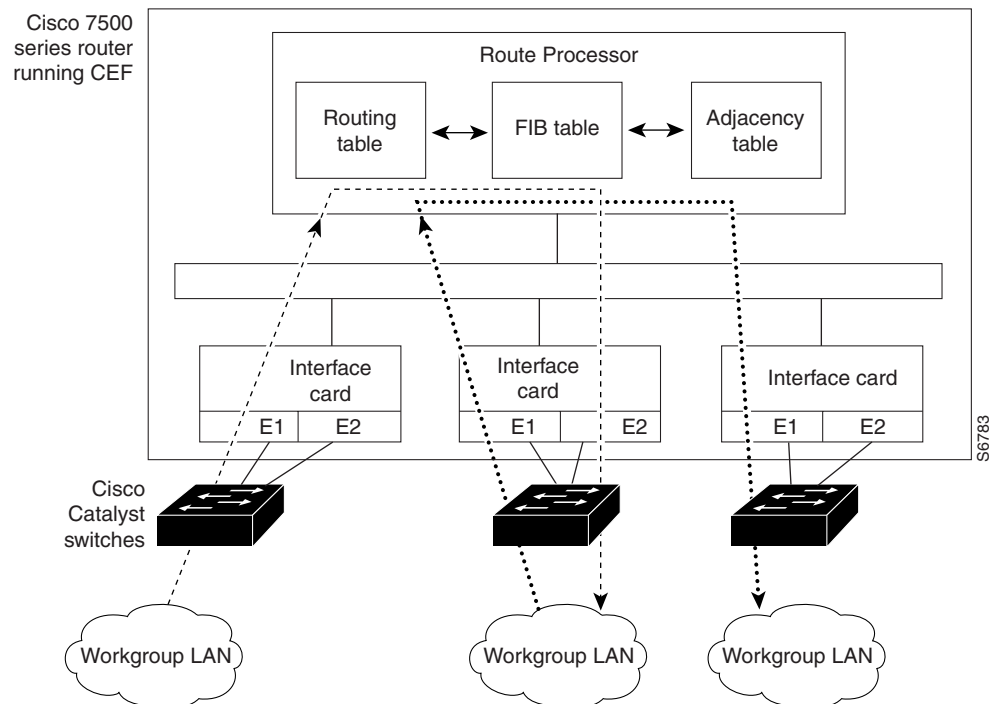 Cisco 7500
series router
running CEF
Route Processor
Routing
table
FIB table
Adjacency
table
Interface
card
E1
E2
Interface
card
E1
E2
Interface card
E1
E2
S6783
Cisco
Catalyst
switches
Workgroup LAN
Workgroup LAN
Workgroup LAN